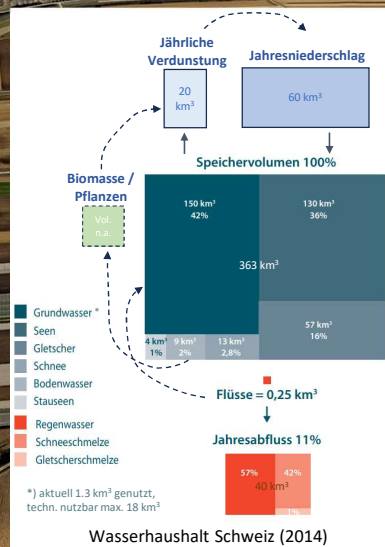 Jährliche
Verdunstung
Jahresniederschlag
20
km³
60 km³
Speichervolumen 100%
Biomasse /
Pflanzen
Vol.
n.a.
150 km³
42%
130 km³
36%
363 km³
57 km³
16%
4 km³
1%
9 km³
2%
13 km³
2,8%
Grundwasser *
Seen
Gletscher
Schnee
Bodenwasser
Stauseen
Regenwasser
Schneeschmelze
Gletscherschmelze
Flüsse = 0,25 km³
Jahresabfluss 11%
57%
42%
40 km³
1%
*) aktuell 1.3 km³ genutzt,
techn. nutzbar max. 18 km³
Wasserhaushalt Schweiz (2014)